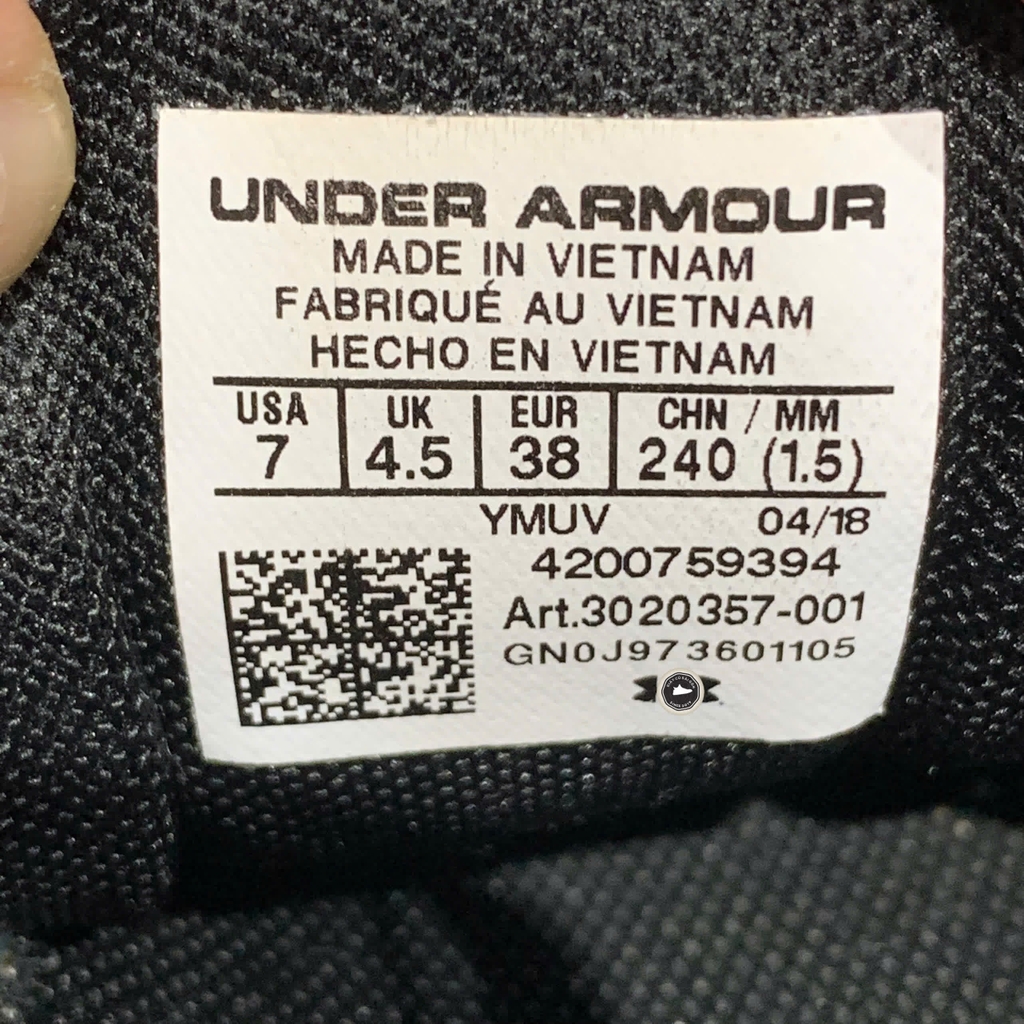 UNDER ARMOUR
MADE IN VIETNAM
FABRIQUÉ AU VIETNAM
HECHO EN VIETNAM
USA UK EUR CHN / MM
7 4.5 38 240 (1.5)
YMUV 04/18
4200759394
Art.3020357-001
GN0J973601105